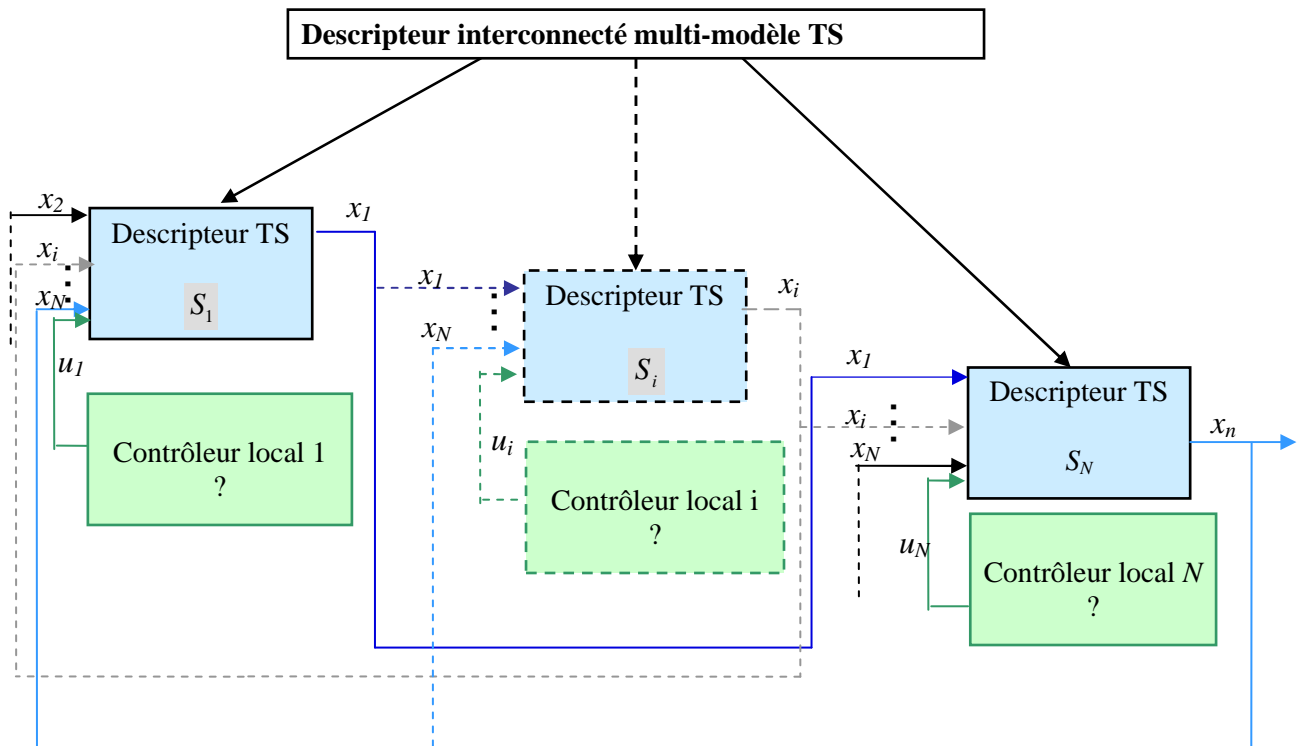 Descripteur interconnecté multi-modèle TS
x2
xi
xN
u1
Descripteur TS
S1
x1
Contrôleur local 1
?
x1
xN
ui
Descripteur TS
Si
xi
Contrôleur local i
?
x1
xi
xN
uN
Descripteur TS
SN
xn
Contrôleur local N
?